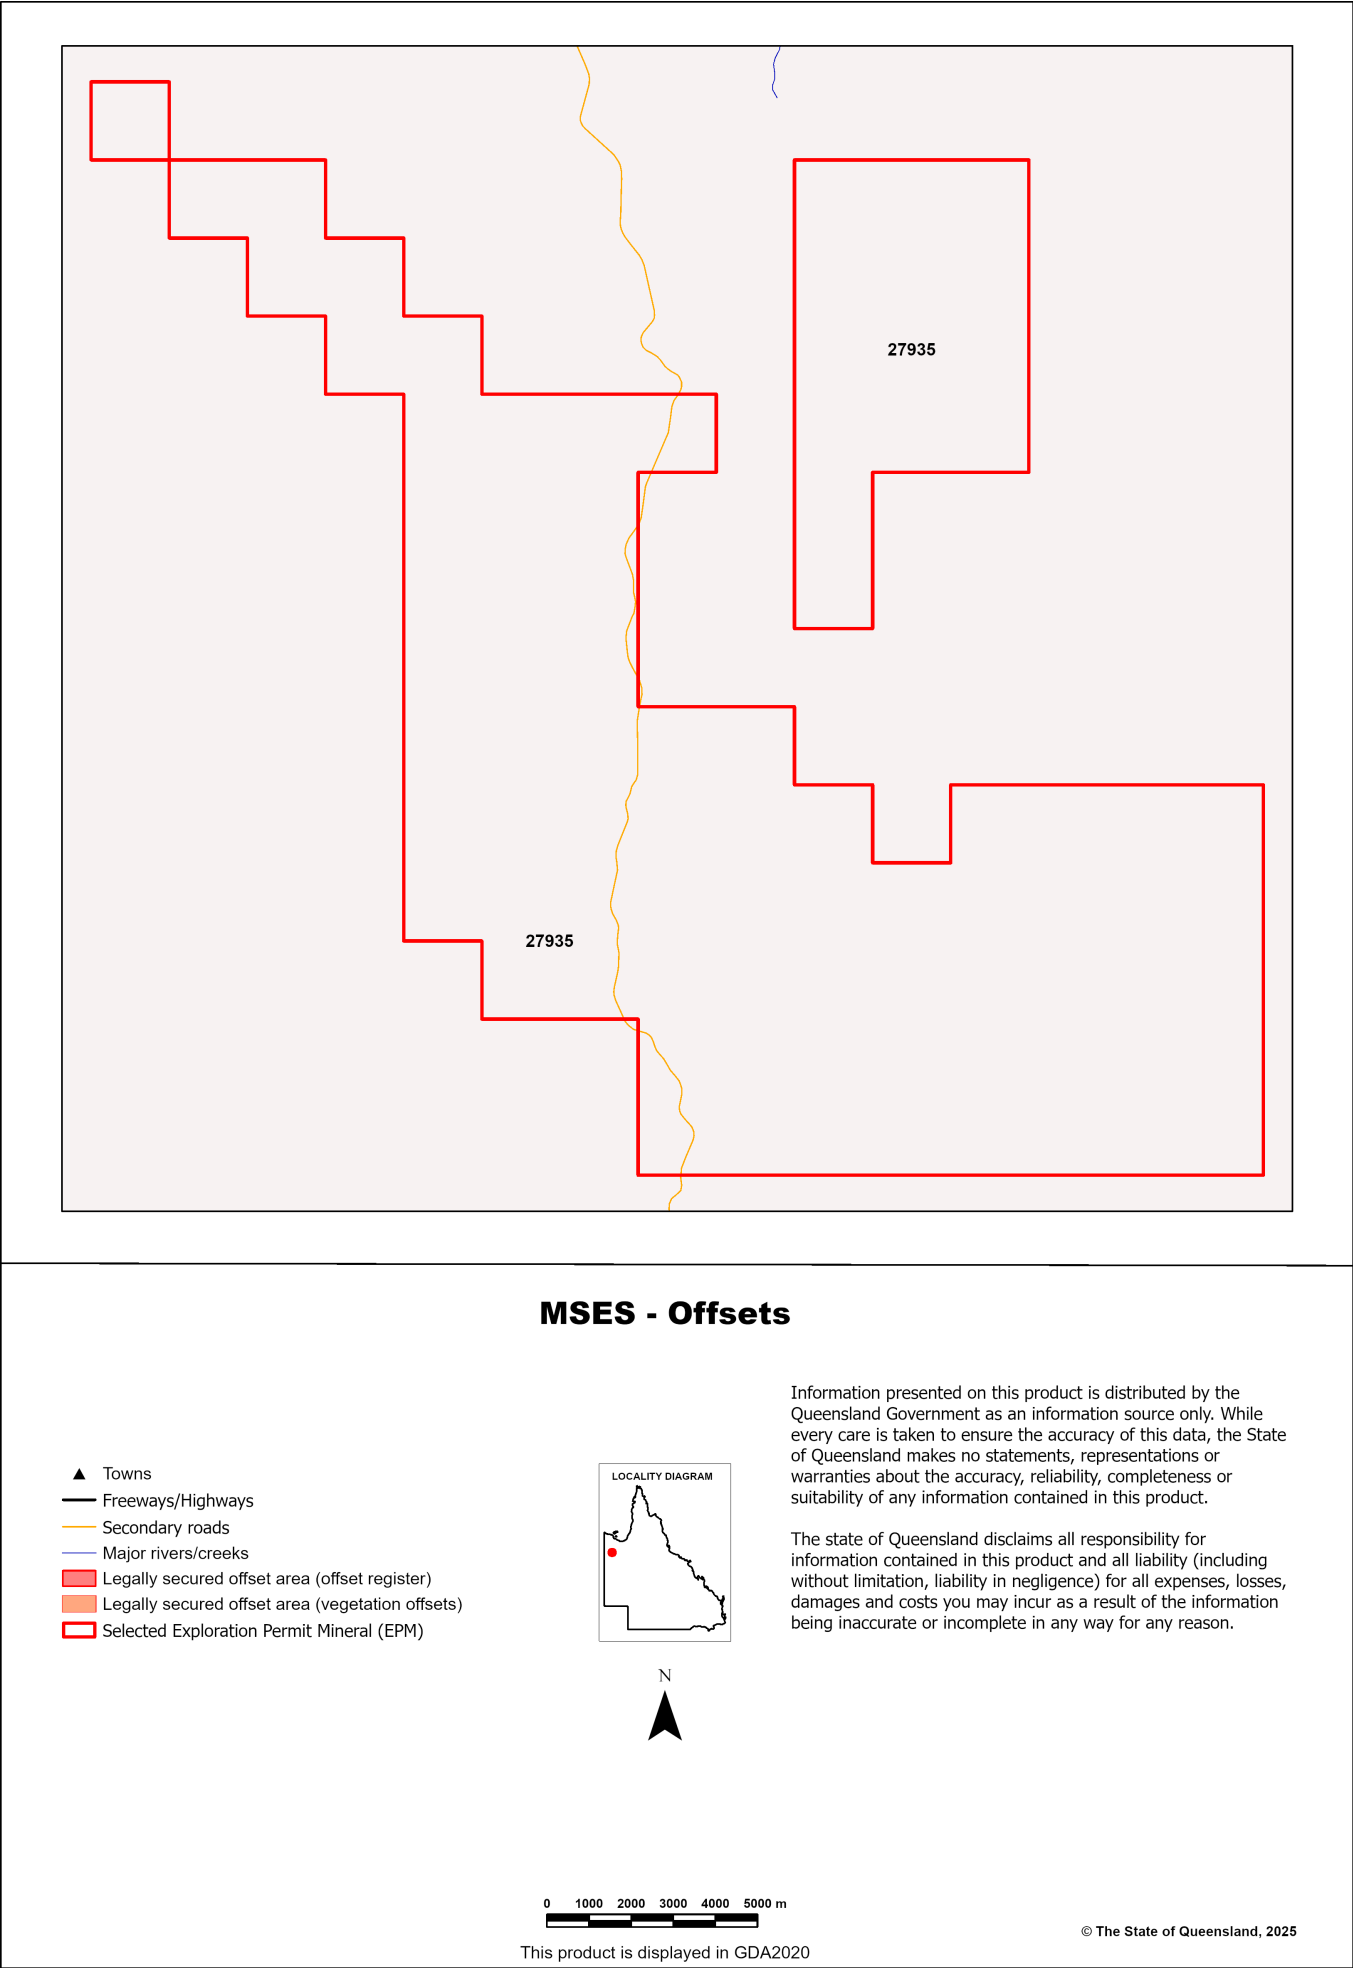 27935
27935
MSES - Offsets
Towns
Freeways/Highways
Secondary roads
Major rivers/creeks
Legally secured offset area (offset register)
Legally secured offset area (vegetation offsets)
Selected Exploration Permit Mineral (EPM)
LOCALITY DIAGRAM
N
Information presented on this product is distributed by the
Queensland Government as an information source only. While
every care is taken to ensure the accuracy of this data, the State
of Queensland makes no statements, representations or
warranties about the accuracy, reliability, completeness or
suitability of any information contained in this product.
The state of Queensland disclaims all responsibility for
information contained in this product and all liability (including
without limitation, liability in negligence) for all expenses, losses,
damages and costs you may incur as a result of the information
being inaccurate or incomplete in any way for any reason.
0 1000 2000 3000 4000 5000 m
This product is displayed in GDA2020
© The State of Queensland, 2025